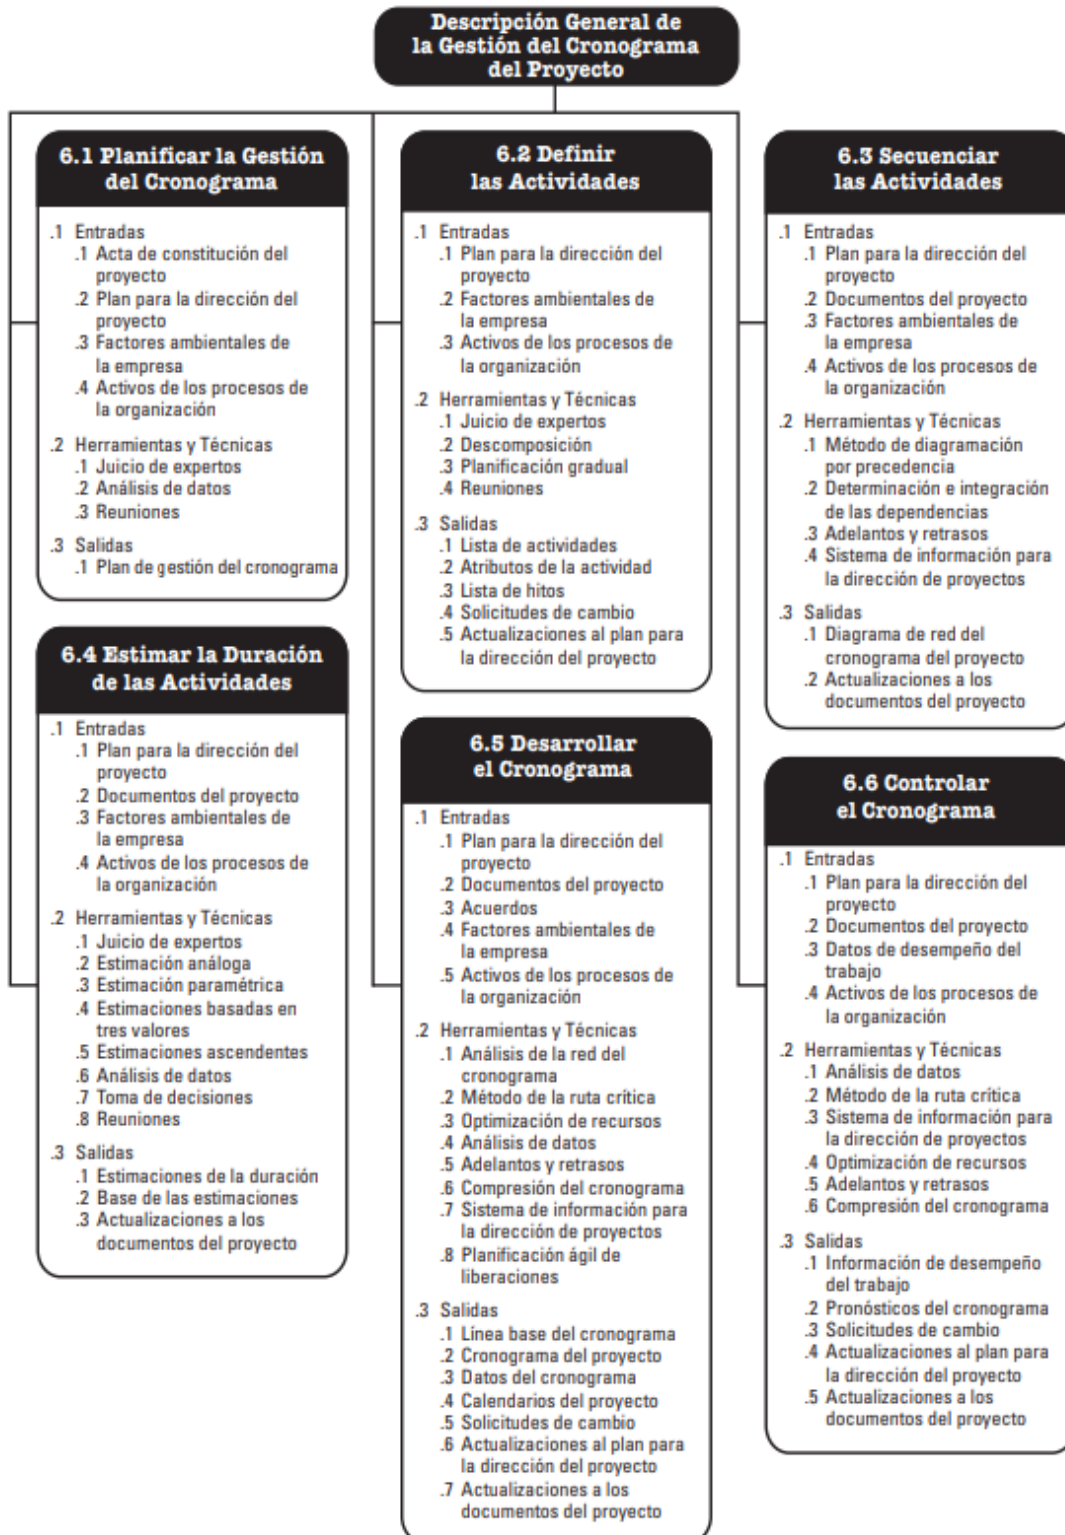 Descripción General de
la Gestión del Cronograma
del Proyecto
6.1 Planificar la Gestión
del Cronograma
.1 Entradas
.1 Acta de constitución del
proyecto
.2 Plan para la dirección del
proyecto
.3 Factores ambientales de
la empresa
.4 Activos de los procesos de
la organización
.2 Herramientas y Técnicas
.1 Juicio de expertos
.2 Análisis de datos
.3 Reuniones
.3 Salidas
.1 Plan de gestión del cronograma
6.2 Definir
las Actividades
.1 Entradas
.1 Plan para la dirección del
proyecto
.2 Factores ambientales de
la empresa
.3 Activos de los procesos de
la organización
.2 Herramientas y Técnicas
.1 Juicio de expertos
.2 Descomposición
.3 Planificación gradual
.4 Reuniones
.3 Salidas
.1 Lista de actividades
.2 Atributos de la actividad
.3 Lista de hitos
.4 Solicitudes de cambio
.5 Actualizaciones al plan para
la dirección del proyecto
6.3 Secuenciar
las Actividades
.1 Entradas
.1 Plan para la dirección del
proyecto
.2 Documentos del proyecto
.3 Factores ambientales de
la empresa
.4 Activos de los procesos de
la organización
.2 Herramientas y Técnicas
.1 Método de diagramación
por precedencia
.2 Determinación e integración
de las dependencias
.3 Adelantos y retrasos
.4 Sistema de información para
la dirección de proyectos
.3 Salidas
.1 Diagrama de red del
cronograma del proyecto
.2 Actualizaciones a los
documentos del proyecto
6.4 Estimar la Duración
de las Actividades
.1 Entradas
.1 Plan para la dirección del
proyecto
.2 Documentos del proyecto
.3 Factores ambientales de
la empresa
.4 Activos de los procesos de
la organización
.2 Herramientas y Técnicas
.1 Juicio de expertos
.2 Estimación análoga
.3 Estimación paramétrica
.4 Estimaciones basadas en
tres valores
.5 Estimaciones ascendentes
.6 Análisis de datos
.7 Toma de decisiones
.8 Reuniones
.3 Salidas
.1 Estimaciones de la duración
.2 Base de las estimaciones
.3 Actualizaciones a los
documentos del proyecto
6.5 Desarrollar
el Cronograma
.1 Entradas
.1 Plan para la dirección del
proyecto
.2 Documentos del proyecto
.3 Acuerdos
.4 Factores ambientales de
la empresa
.5 Activos de los procesos de
la organización
.2 Herramientas y Técnicas
.1 Análisis de la red del
cronograma
.2 Método de la ruta crítica
.3 Optimización de recursos
.4 Análisis de datos
.5 Adelantos y retrasos
.6 Compresión del cronograma
.7 Sistema de información para
la dirección de proyectos
.8 Planificación ágil de
liberaciones
.3 Salidas
.1 Línea base del cronograma
.2 Cronograma del proyecto
.3 Datos del cronograma
.4 Calendarios del proyecto
.5 Solicitudes de cambio
.6 Actualizaciones al plan para
la dirección del proyecto
.7 Actualizaciones a los
documentos del proyecto
6.6 Controlar
el Cronograma
.1 Entradas
.1 Plan para la dirección del
proyecto
.2 Documentos del proyecto
.3 Datos de desempeño del
trabajo
.4 Activos de los procesos de
la organización
.2 Herramientas y Técnicas
.1 Análisis de datos
.2 Método de la ruta crítica
.3 Sistema de información para
la dirección de proyectos
.4 Optimización de recursos
.5 Adelantos y retrasos
.6 Compresión del cronograma
.3 Salidas
.1 Información de desempeño
del trabajo
.2 Pronósticos del cronograma
.3 Solicitudes de cambio
.4 Actualizaciones al plan para
la dirección del proyecto
.5 Actualizaciones a los
documentos del proyecto